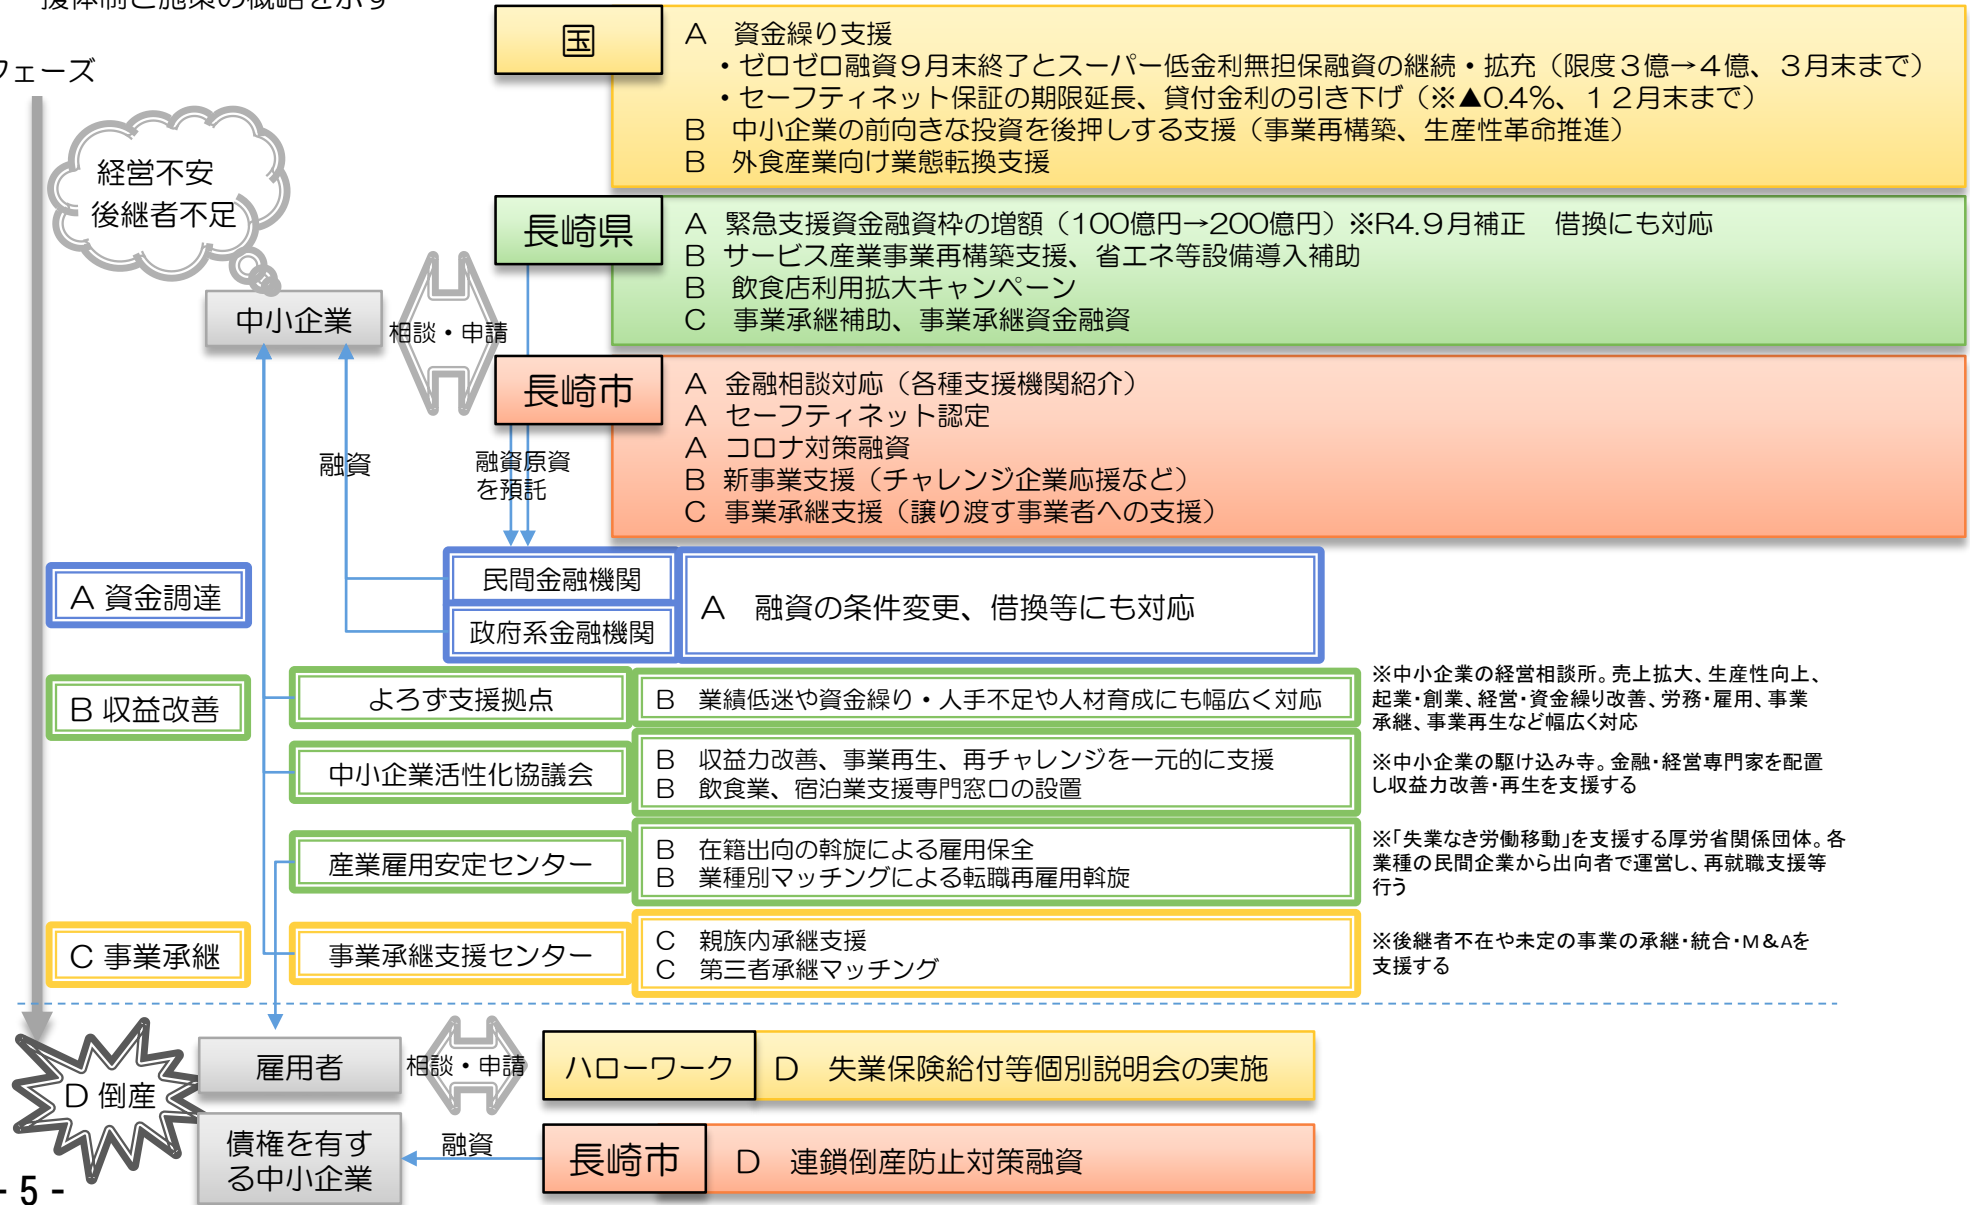 援体制と施策の概略を示す
フェーズ
国
A 資金繰り支援
・ゼロゼロ融資９月末終了とスーパー低金利無担保融資の継続・拡充（限度３億→４億、３月末まで）
・セーフティネット保証の期限延長、貸付金利の引き下げ（※▲0.4％、１２月末まで）
B 中小企業の前向きな投資を後押しする支援（事業再構築、生産性革命推進）
B 外食産業向け業態転換支援
経営不安
後継者不足
長崎県
A 緊急支援資金融資枠の増額（100億円→200億円）※R4.９月補正　借換にも対応
B サービス産業事業再構築支援、省エネ等設備導入補助
B 飲食店利用拡大キャンペーン
C 事業承継補助、事業承継資金融資
中小企業
相談・申請
長崎市
A 金融相談対応（各種支援機関紹介）
A セーフティネット認定
A コロナ対策融資
B 新事業支援（チャレンジ企業応援など）
C 事業承継支援（譲り渡す事業者への支援）
融資
融資原資
を預託
A 資金調達
民間金融機関
政府系金融機関
A 融資の条件変更、借換等にも対応
B 収益改善
よろず支援拠点
B 業績低迷や資金繰り・人手不足や人材育成にも幅広く対応
※中小企業の経営相談所。売上拡大、生産性向上、
起業・創業、経営・資金繰り改善、労務・雇用、事業
承継、事業再生など幅広く対応
中小企業活性化協議会
B 収益力改善、事業再生、再チャレンジを一元的に支援
B 飲食業、宿泊業支援専門窓口の設置
※中小企業の駆け込み寺。金融・経営専門家を配置
し収益力改善・再生を支援する
産業雇用安定センター
B 在籍出向の斡旋による雇用保全
B 業種別マッチングによる転職再雇用斡旋
※「失業なき労働移動」を支援する厚労省関係団体。各
業種の民間企業から出向者で運営し、再就職支援等
行う
C 事業承継
事業承継支援センター
C 親族内承継支援
C 第三者承継マッチング
※後継者不在や未定の事業の承継・統合・M＆Aを
支援する
D 倒産
雇用者
相談・申請
ハローワーク
D 失業保険給付等個別説明会の実施
債権を有す
る中小企業
融資
長崎市
D 連鎖倒産防止対策融資
- 5 -